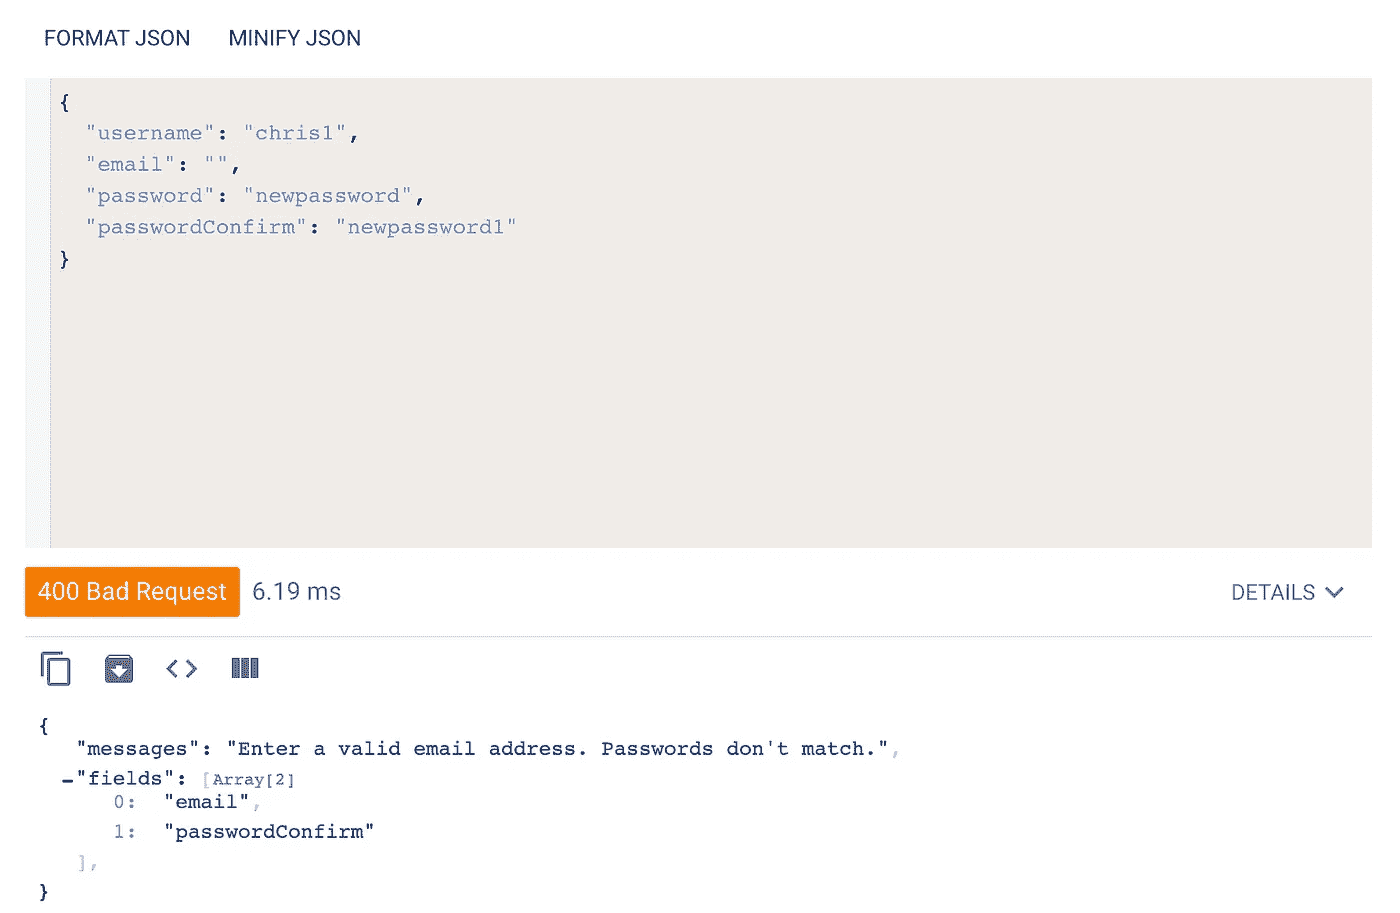 FORMAT JSON MINIFY JSON
{
"username": "chris1",
"email": "",
"password": "newpassword",
"passwordConfirm": "newpassword1"
}
400 Bad Request 6.19 ms DETAILS
{
"messages": "Enter a valid email address. Passwords don't match.",
-"fields": [Array[2]
0: "email",
1: "passwordConfirm"
],
}